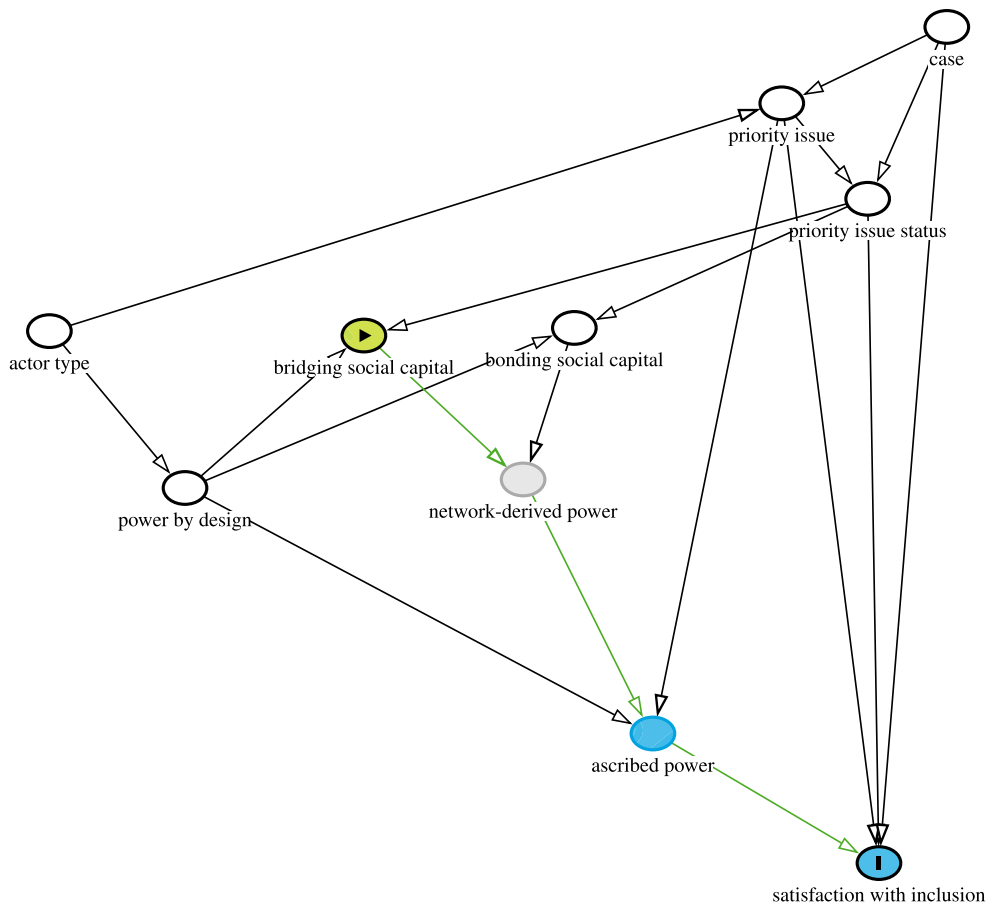 case
priority issue
priority issue status
actor type
bridging social capital
bonding social capital
power by design
network-derived power
ascribed power
satisfaction with inclusion